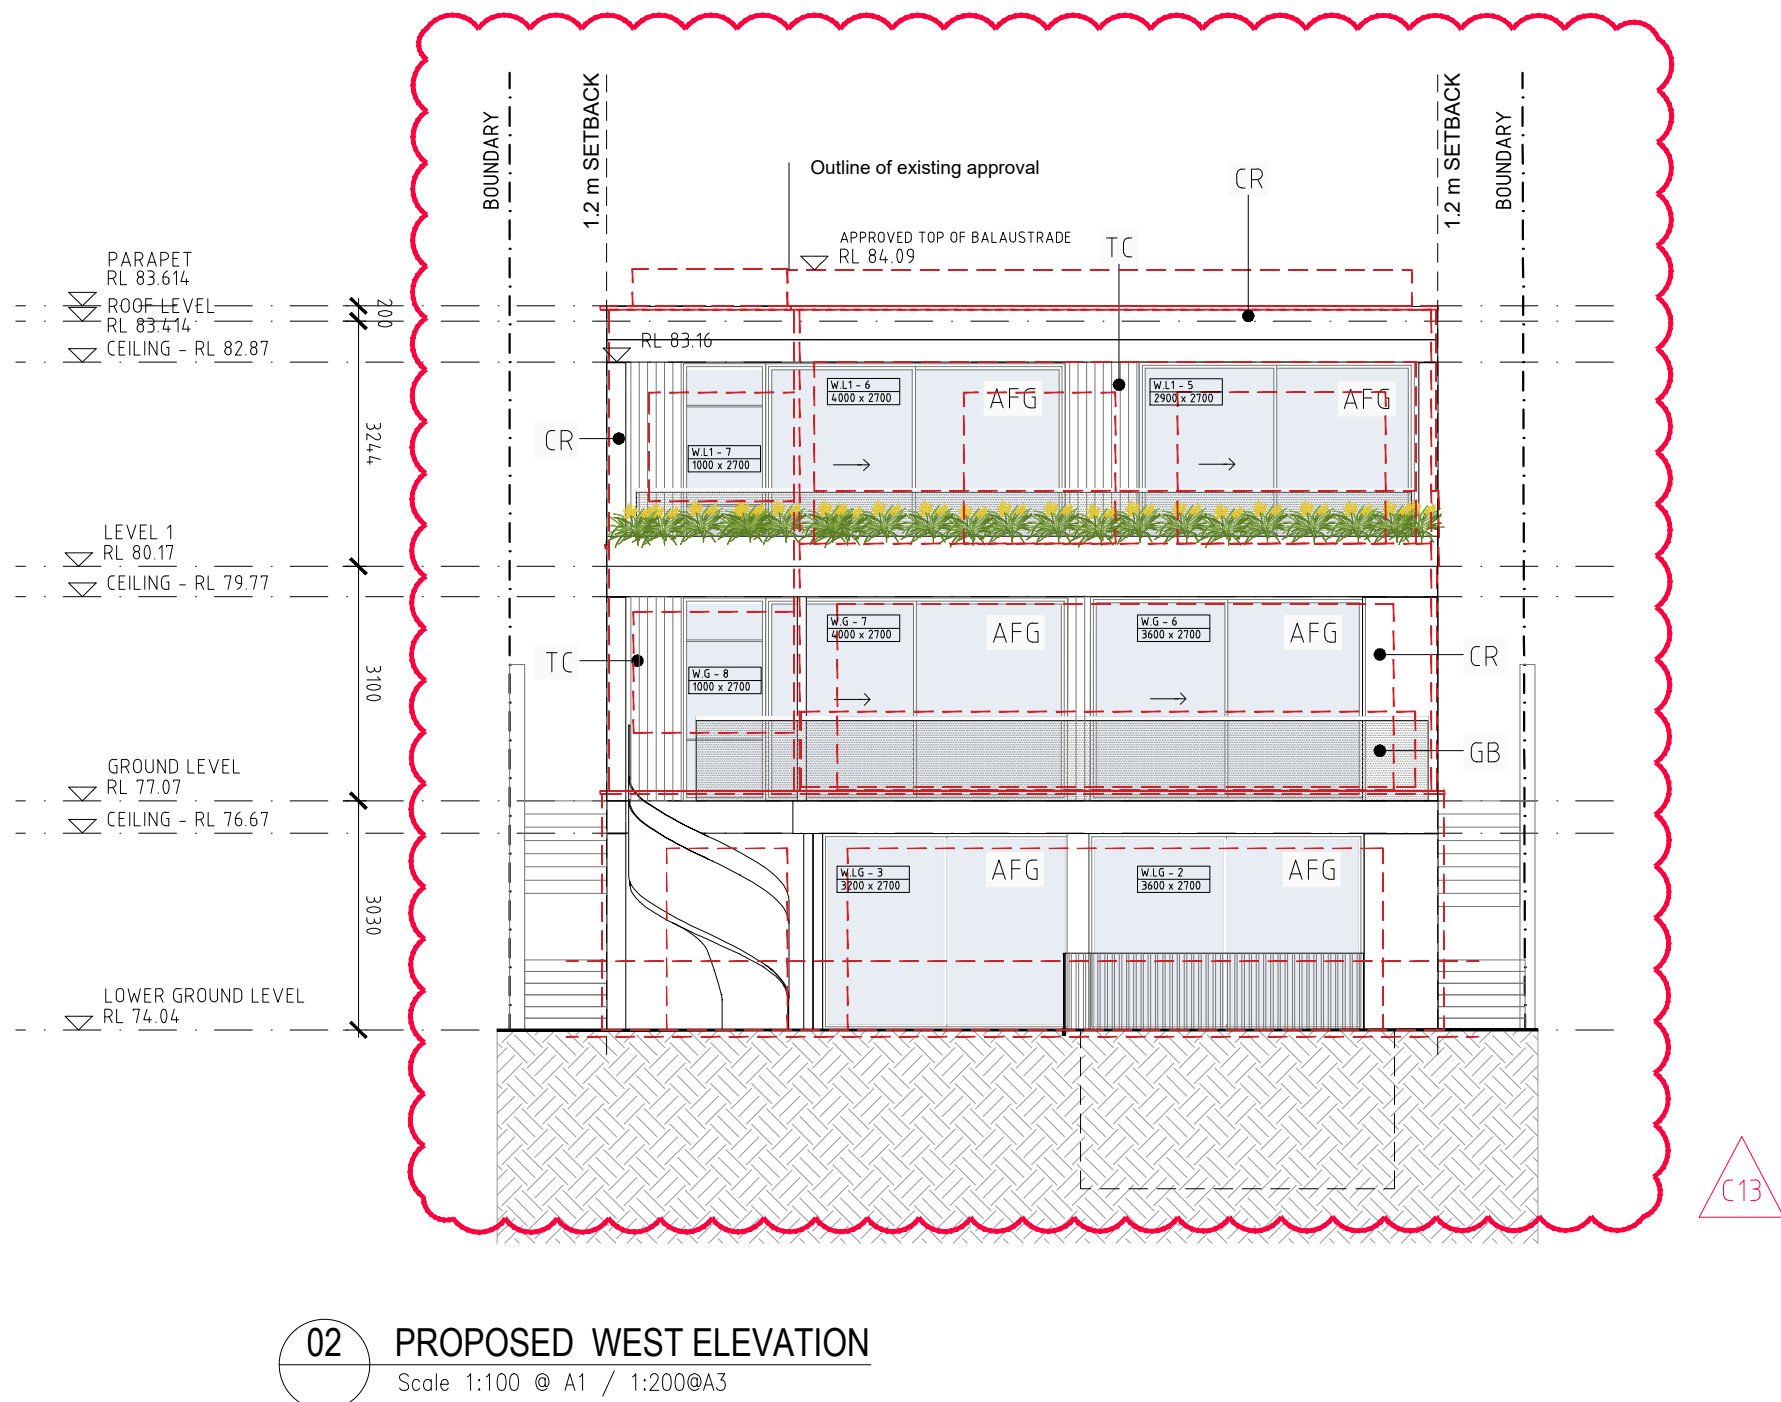 BOUNDARY
1.2 m SETBACK
1.2 m SETBACK
BOUNDARY
Outline of existing approval
CR
APPROVED TOP OF BALAUSTRADE
RL 84.09
TC
PARAPET
RL 83.614
ROOF LEVEL
RL 83.414
CEILING - RL 82.87
200
RL 83.16
W.L1 - 6
4000 x 2700
AFG
W.L1 - 5
2900 x 2700
AFG
CR
W.L1 - 7
1000 x 2700
3244
LEVEL 1
RL 80.17
CEILING - RL 79.77
W.G - 7
4000 x 2700
AFG
W.G - 6
3600 x 2700
AFG
TC
CR
W.G - 8
1000 x 2700
3100
GB
GROUND LEVEL
RL 77.07
CEILING - RL 76.67
W.LG - 3
3200 x 2700
AFG
W.LG - 2
3600 x 2700
AFG
3030
LOWER GROUND LEVEL
RL 74.04
C13
02
PROPOSED WEST ELEVATION
Scale 1:100 @ A1 / 1:200@A3